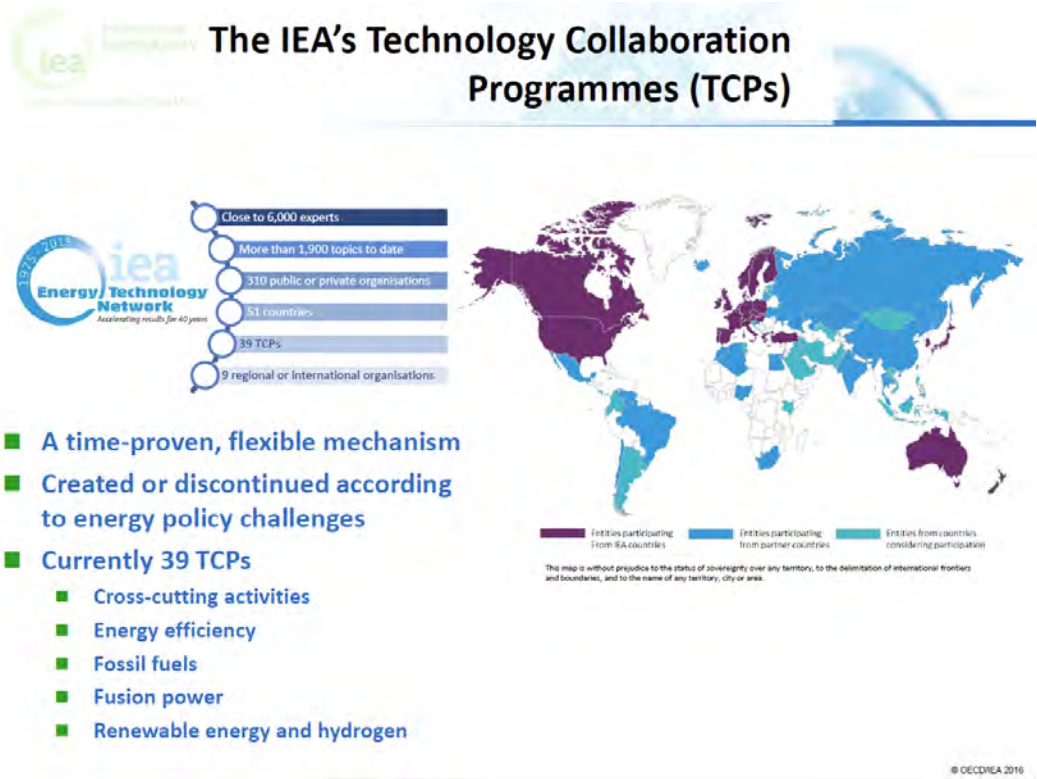 iea
The IEA's Technology Collaboration
Programmes (TCPs)
1975-2015
iea
Energy Technology
Network
Accelerating results for 40 years
Close to 6,000 experts
More than 1,900 topics to date
310 public or private organisations
51 countries
39 TCPs
9 regional or international organisations
A time-proven, flexible mechanism
Created or discontinued according
to energy policy challenges
Currently 39 TCPs
Cross-cutting activities
Energy efficiency
Fossil fuels
Fusion power
Renewable energy and hydrogen
Entities participating
From IEA countries
Entities participating
from partner countries
Entities from countries
considering participation
This map is without prejudice to the status of sovereignty over any territory, to the delimitation of international frontiers
and boundaries, and to the name of any territory, city or area.
© OECD/IEA 2016